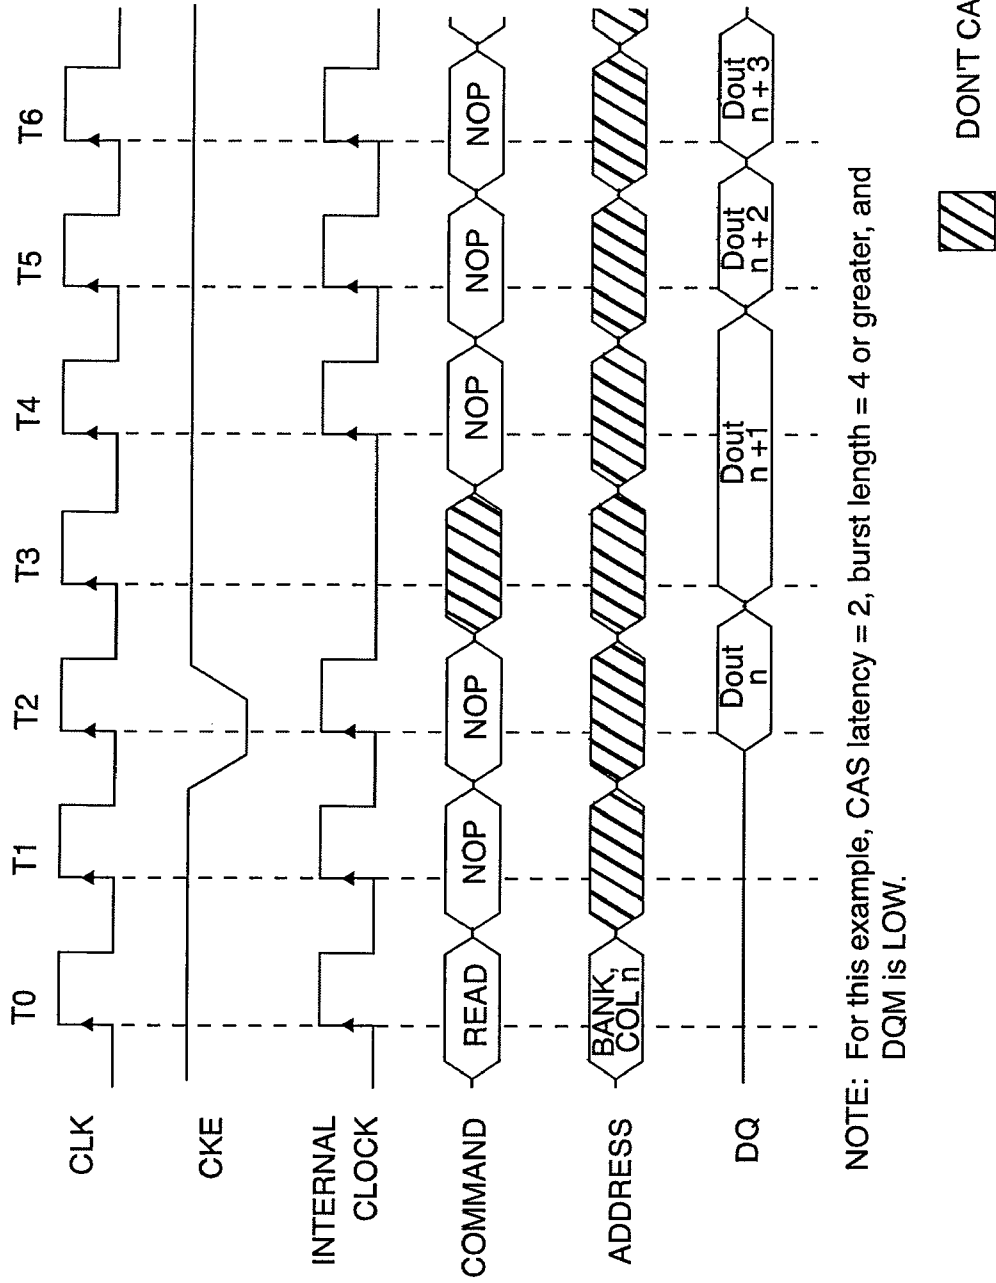 T0 T1 T2 T3 T4 T5 T6
CLK
CKE
INTERNAL
CLOCK
COMMAND READ NOP NOP NOP NOP NOP
ADDRESS BANK,
COL n
DQ Dout
n Dout
n+1 Dout
n+2 Dout
n+3
NOTE: For this example, CAS latency = 2, burst length = 4 or greater, and
DQM is LOW.
DON'T CA